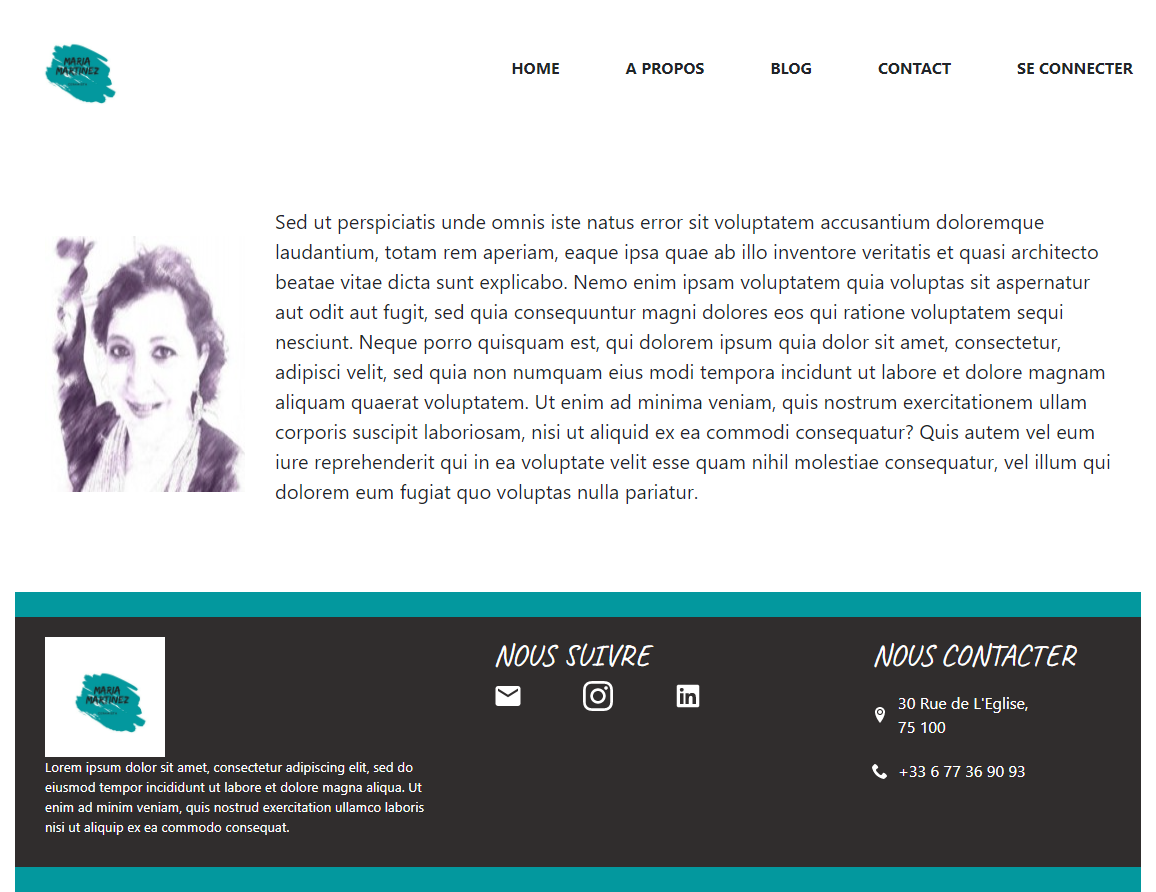 MARIA
MARTINEZ
HOME
A PROPOS
BLOG
CONTACT
SE CONNECTER
Sed ut perspiciatis unde omnis iste natus error sit voluptatem accusantium doloremque
laudantium, totam rem aperiam, eaque ipsa quae ab illo inventore veritatis et quasi architecto
beatae vitae dicta sunt explicabo. Nemo enim ipsam voluptatem quia voluptas sit aspernatur
aut odit aut fugit, sed quia consequuntur magni dolores eos qui ratione voluptatem sequi
nesciunt. Neque porro quisquam est, qui dolorem ipsum quia dolor sit amet, consectetur,
adipisci velit, sed quia non numquam eius modi tempora incidunt ut labore et dolore magnam
aliquam quaerat voluptatem. Ut enim ad minima veniam, quis nostrum exercitationem ullam
corporis suscipit laboriosam, nisi ut aliquid ex ea commodi consequatur? Quis autem vel eum
iure reprehenderit qui in ea voluptate velit esse quam nihil molestiae consequatur, vel illum qui
dolorem eum fugiat quo voluptas nulla pariatur.
MARIA
MARTINEZ
Lorem ipsum dolor sit amet, consectetur adipiscing elit, sed do
eiusmod tempor incididunt ut labore et dolore magna aliqua. Ut
enim ad minim veniam, quis nostrud exercitation ullamco laboris
nisi ut aliquip ex ea commodo consequat.
NOUS SUIVRE
in
NOUS CONTACTER
30 Rue de L'Eglise,
75 100
+33 6 77 36 90 93